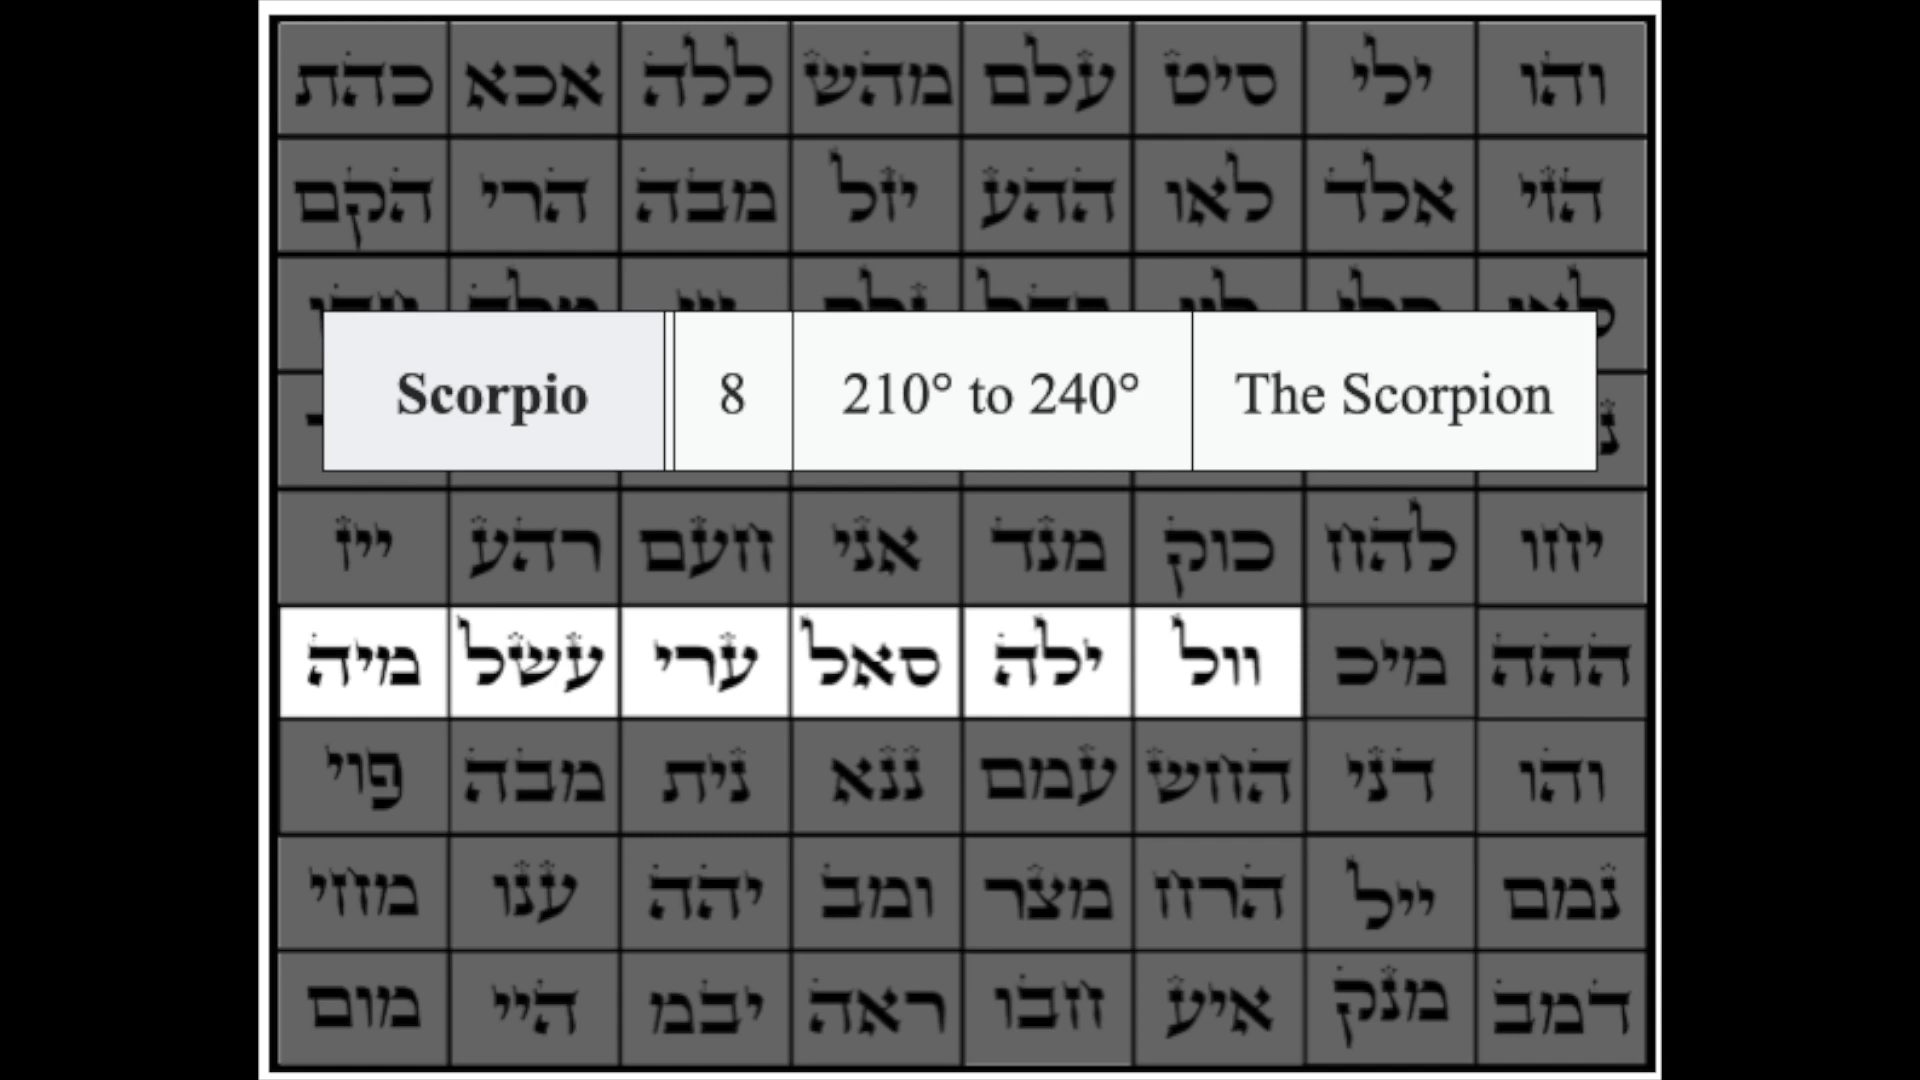 והו ילי סיט עלם מהש ללה אכא כהת
הזי אלד לאו ההע יזל מבה הרי הקם
Scorpio 8 210° to 240° The Scorpion
יחו להח כוק מנד אני חעם רהע ייז
ההה מיכ וול ילה סאל ערי עשל מיה
והו דני החש עמם ננא נית מבה פוי
נמם ייל הרח מצר ומב יהה ענו מחי
דמב מנק איע חבו ראה יבמ היי מום